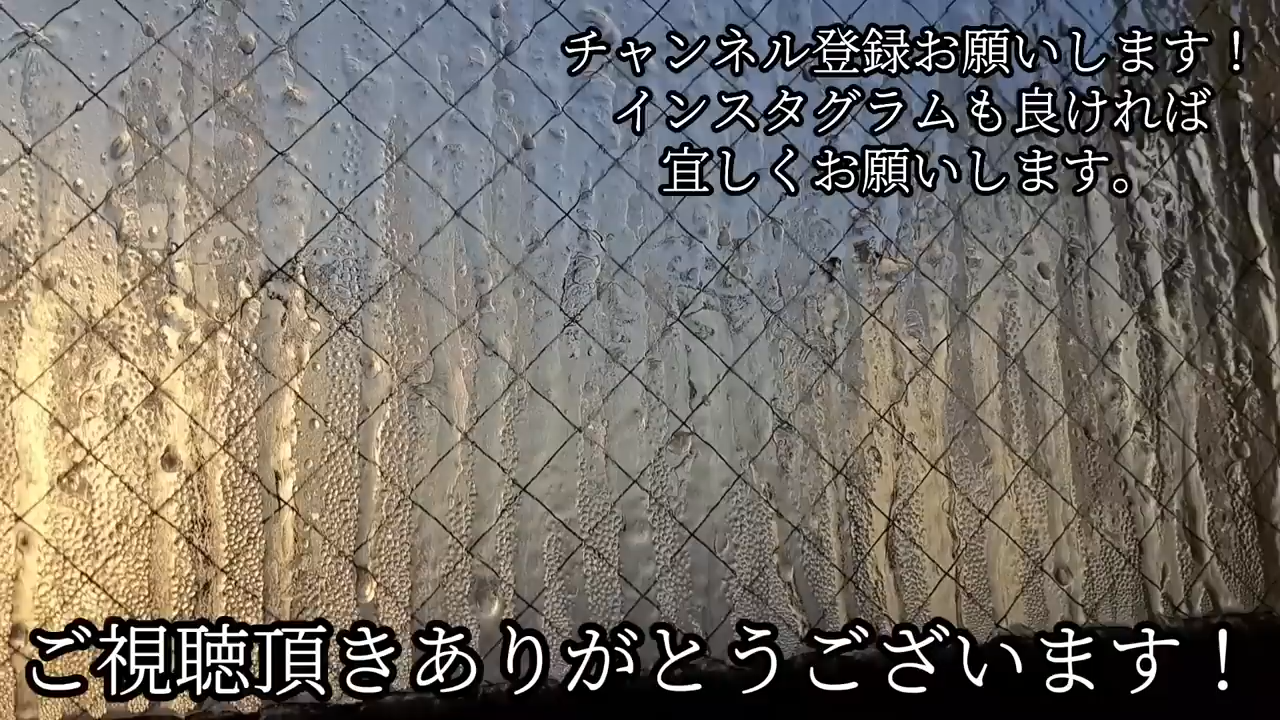 チャンネル登録お願いします！
インスタグラムも良ければ
宜しくお願いします。
ご視聴頂きありがとうございます！